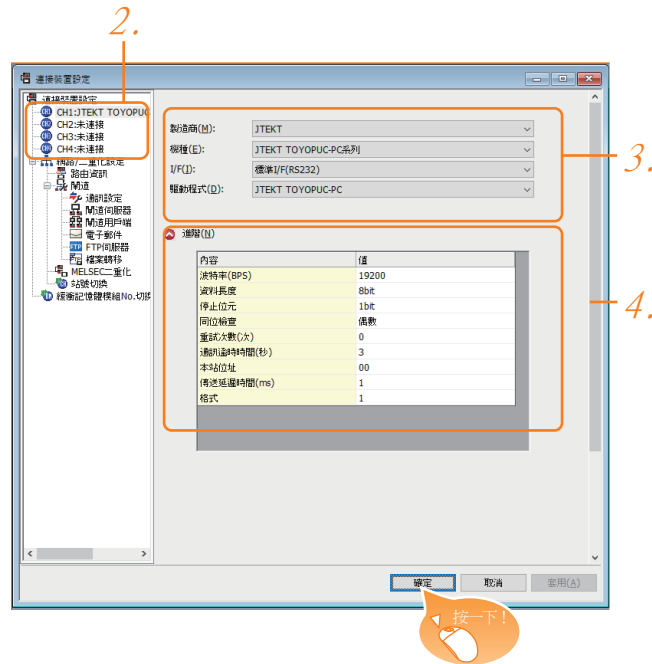 2.
連接裝置設定
連接裝置設定
CH1:JTEKT TOYOPUC
CH2:未連接
CH3:未連接
CH4:未連接
網路/二重化設定
路由資訊
閘道
通訊設定
閘道伺服器
閘道用戶端
電子郵件
FTP伺服器
檔案轉移
MELSEC二重化
站號切換
緩衝記憶體模組No.切換
製造商(M):
JTEKT
機種(E):
JTEKT TOYOPUC-PC系列
I/F(I):
標準I/F(RS232)
驅動程式(D):
JTEKT TOYOPUC-PC
3.
進階(N)
內容 值
波特率(BPS) 19200
資料長度 8bit
停止位元 1bit
同位檢查 偶數
重試次數(次) 0
通訊逾時時間(秒) 3
本站位址 00
傳送延遲時間(ms) 1
格式 1
4.
確定 取消 套用(A)
按一下!